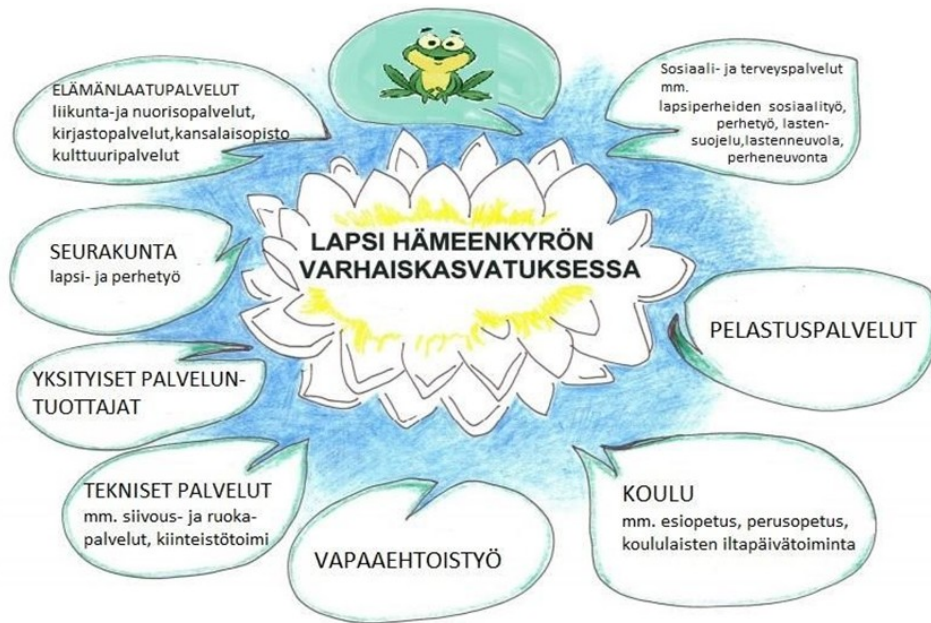 ELÄMÄNLAATUPALVELUT
liikunta-ja nuorisopalvelut,
kirjastopalvelut,kansalaisopisto
kulttuuripalvelut
Sosiaali- ja terveyspalvelut
mm.
lapsiperheiden sosiaalityö,
perhetyö, lasten-
suojelu,lastenneuvola,
perheneuvonta
LAPSI HÄMEENKYRÖN
VARHAISKASVATUKSESSA
SEURAKUNTA
lapsi- ja perhetyö
PELASTUSPALVELUT
YKSITYISET PALVELUN-
TUOTTAJAT
TEKNISET PALVELUT
mm. siivous- ja ruoka-
palvelut, kiinteistötoimi
VAPAAEHTOISTYÖ
KOULU
mm. esiopetus, perusopetus,
koululaisten iltapäivätoiminta